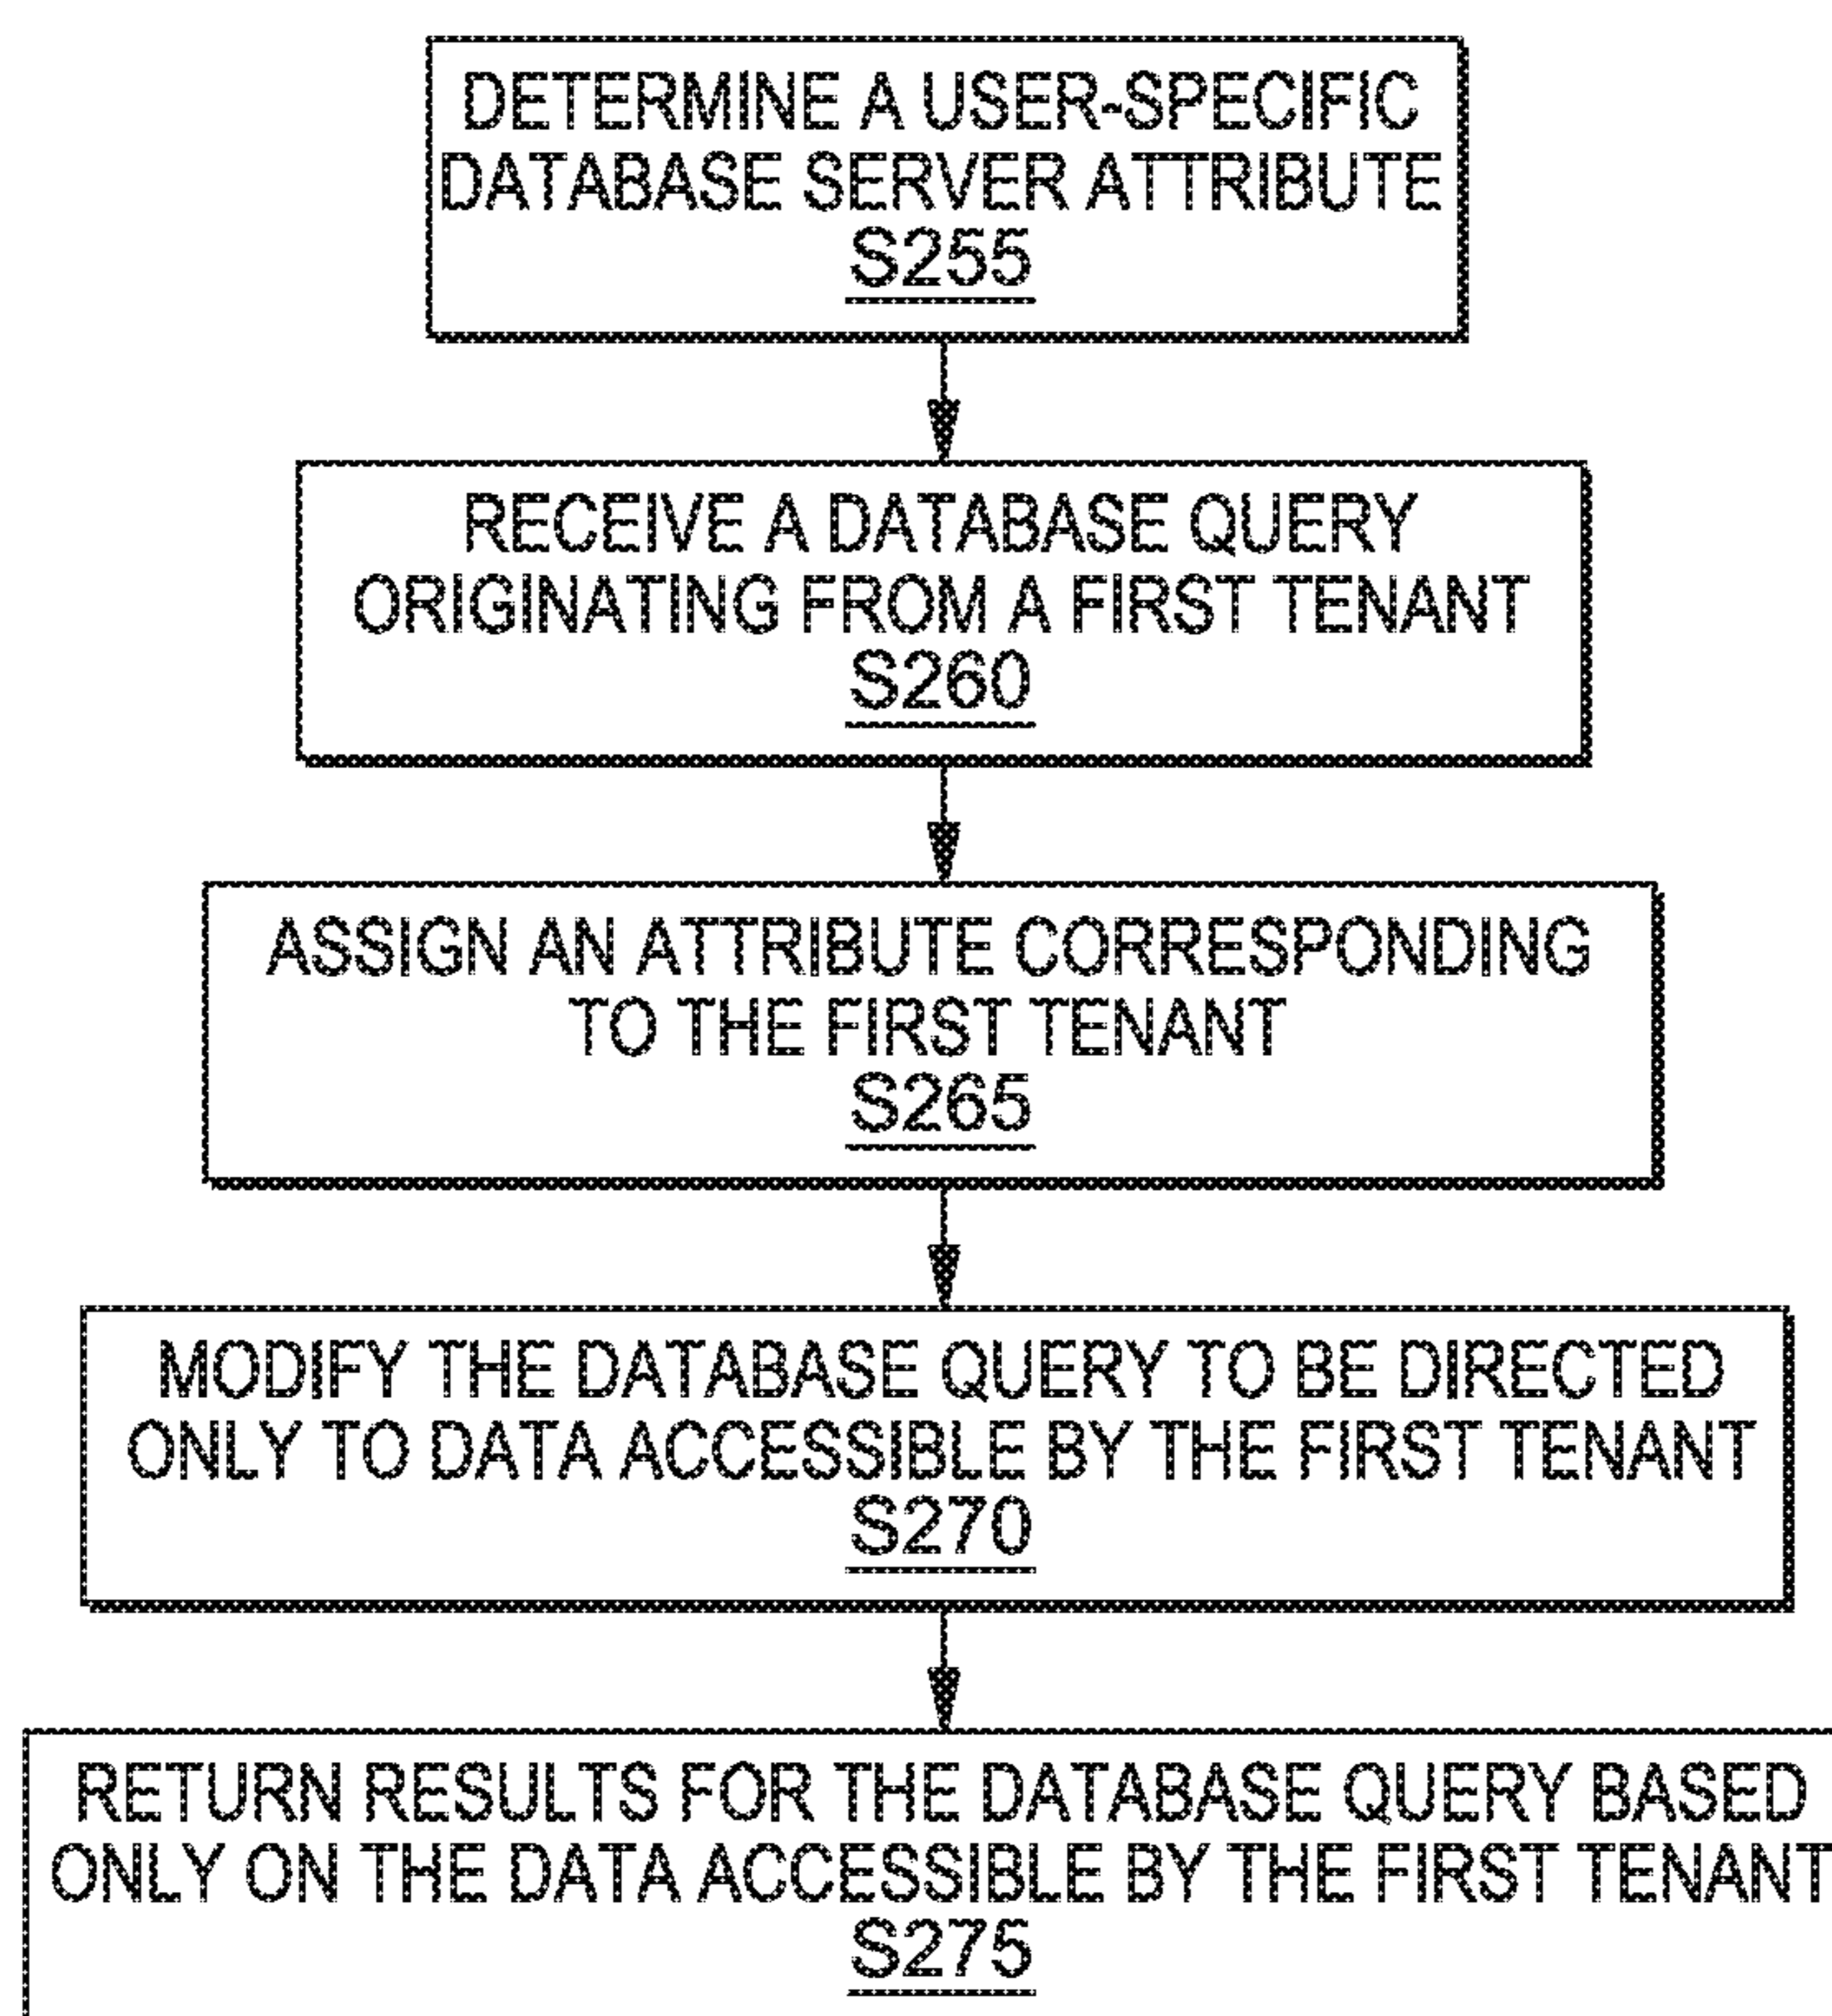 DETERMINE A USER-SPECIFIC
DATABASE SERVER ATTRIBUTE
S255
RECEIVE A DATABASE QUERY
ORIGINATING FROM A FIRST TENANT
S260
ASSIGN AN ATTRIBUTE CORRESPONDING
TO THE FIRST TENANT
S265
MODIFY THE DATABASE QUERY TO BE DIRECTED
ONLY TO DATA ACCESSIBLE BY THE FIRST TENANT
S270
RETURN RESULTS FOR THE DATABASE QUERY BASED
ONLY ON THE DATA ACCESSIBLE BY THE FIRST TENANT
S275